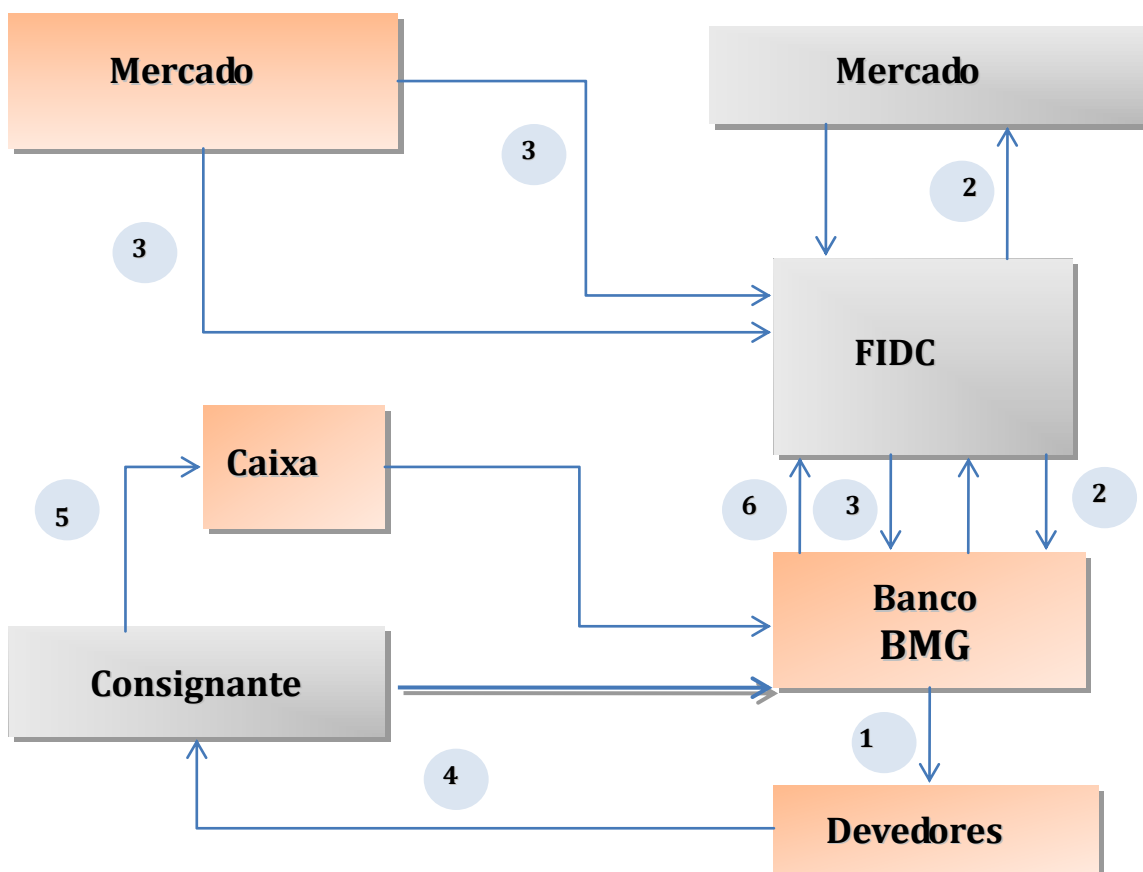 Mercado
Mercado
3
2
3
FIDC
Caixa
5
6
3
2
Banco
BMG
Consignante
1
4
Devedores